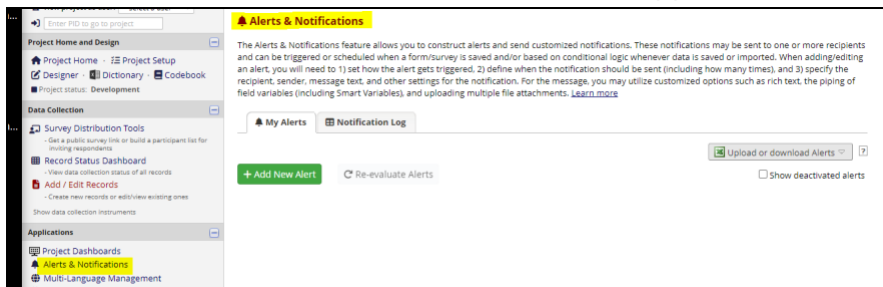 Enter PID to go to project
Project Home and Design
Project Home · Project Setup
Designer · Dictionary · Codebook
Project status: Development
Data Collection
Survey Distribution Tools
- Get a public survey link or build a participant list for
inviting respondents
Record Status Dashboard
- View data collection status of all records
Add / Edit Records
- Create new records or edit/view existing ones
Show data collection instruments
Applications
Project Dashboards
Alerts & Notifications
Multi-Language Management
Alerts & Notifications
The Alerts & Notifications feature allows you to construct alerts and send customized notifications. These notifications may be sent to one or more recipients
and can be triggered or scheduled when a form/survey is saved and/or based on conditional logic whenever data is saved or imported. When adding/editing
an alert, you will need to 1) set how the alert gets triggered, 2) define when the notification should be sent (including how many times), and 3) specify the
recipient, sender, message text, and other settings for the notification. For the message, you may utilize customized options such as rich text, the piping of
field variables (including Smart Variables), and uploading multiple file attachments. Learn more
My Alerts
Notification Log
Upload or download Alerts
?
+ Add New Alert
Re-evaluate Alerts
Show deactivated alerts